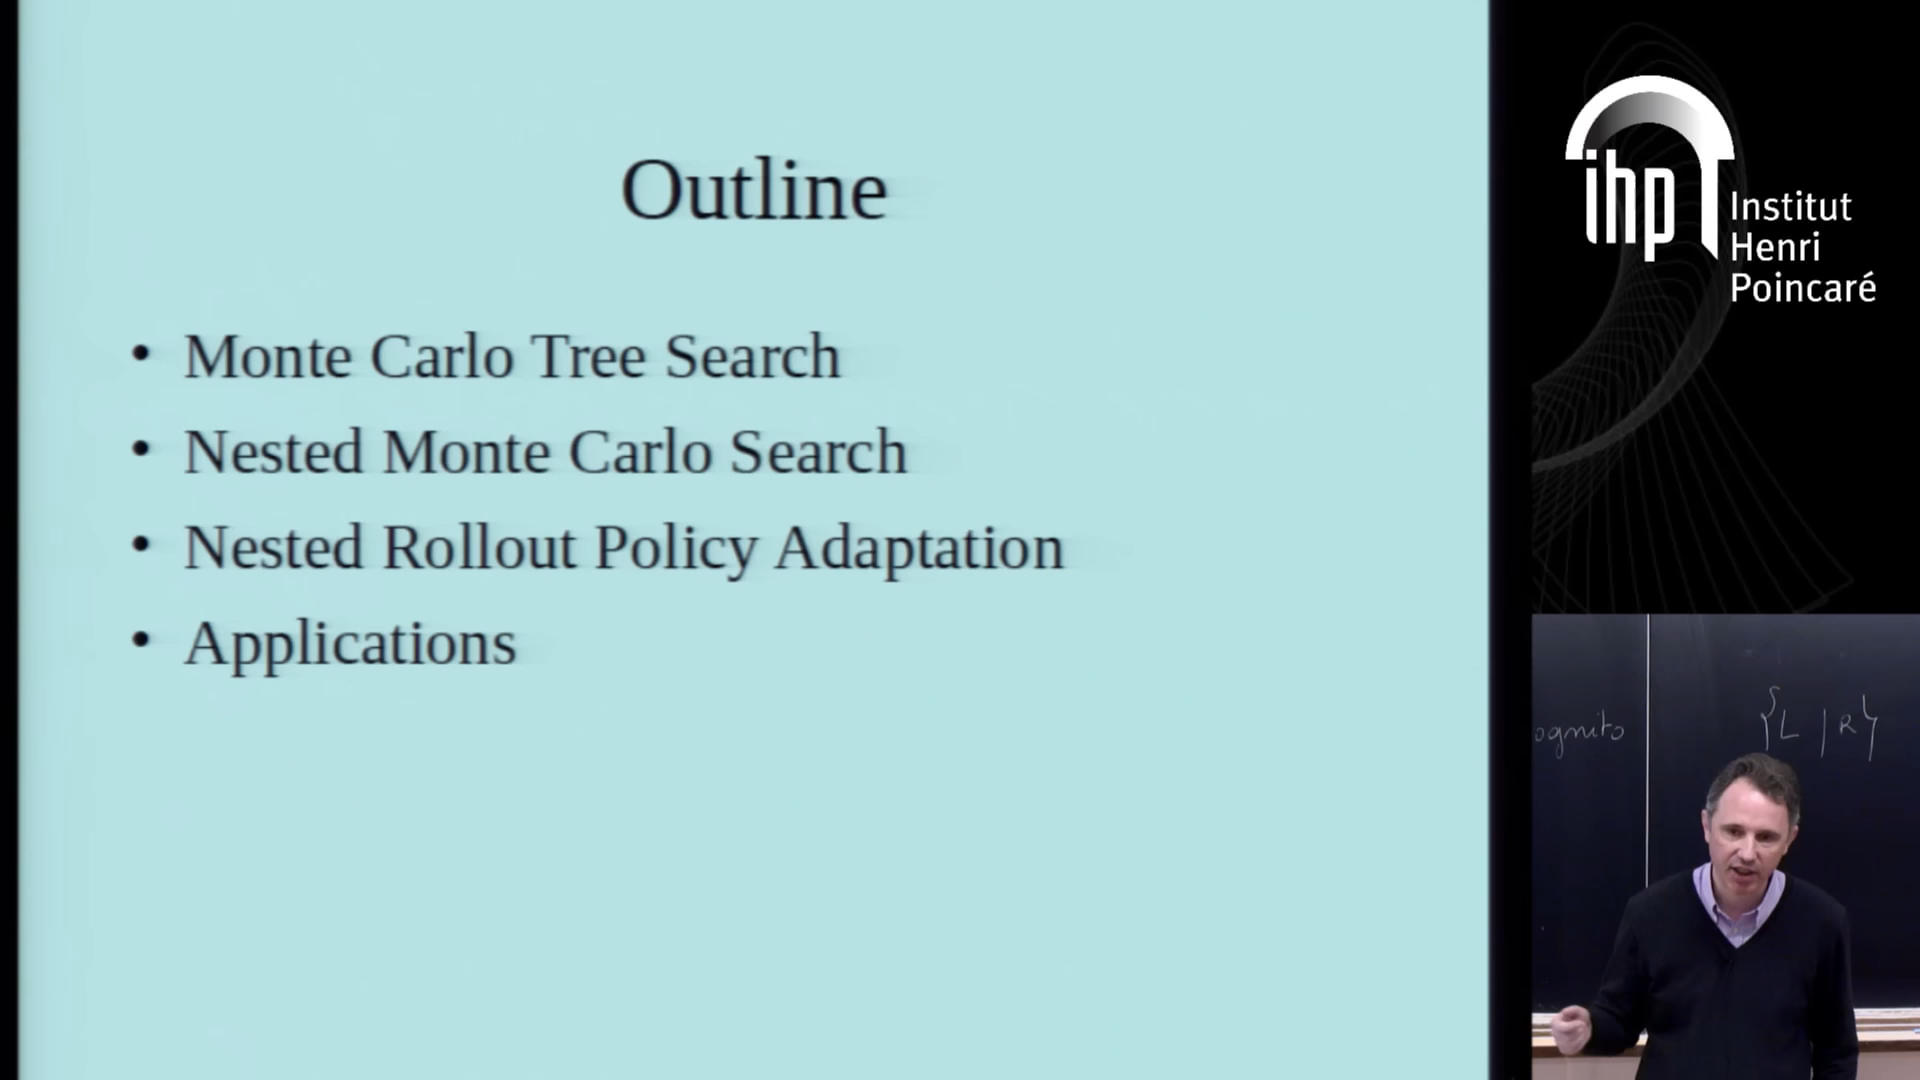 Outline
• Monte Carlo Tree Search
• Nested Monte Carlo Search
• Nested Rollout Policy Adaptation
• Applications
ihp
Institut
Henri
Poincaré
ognito
{L | R}